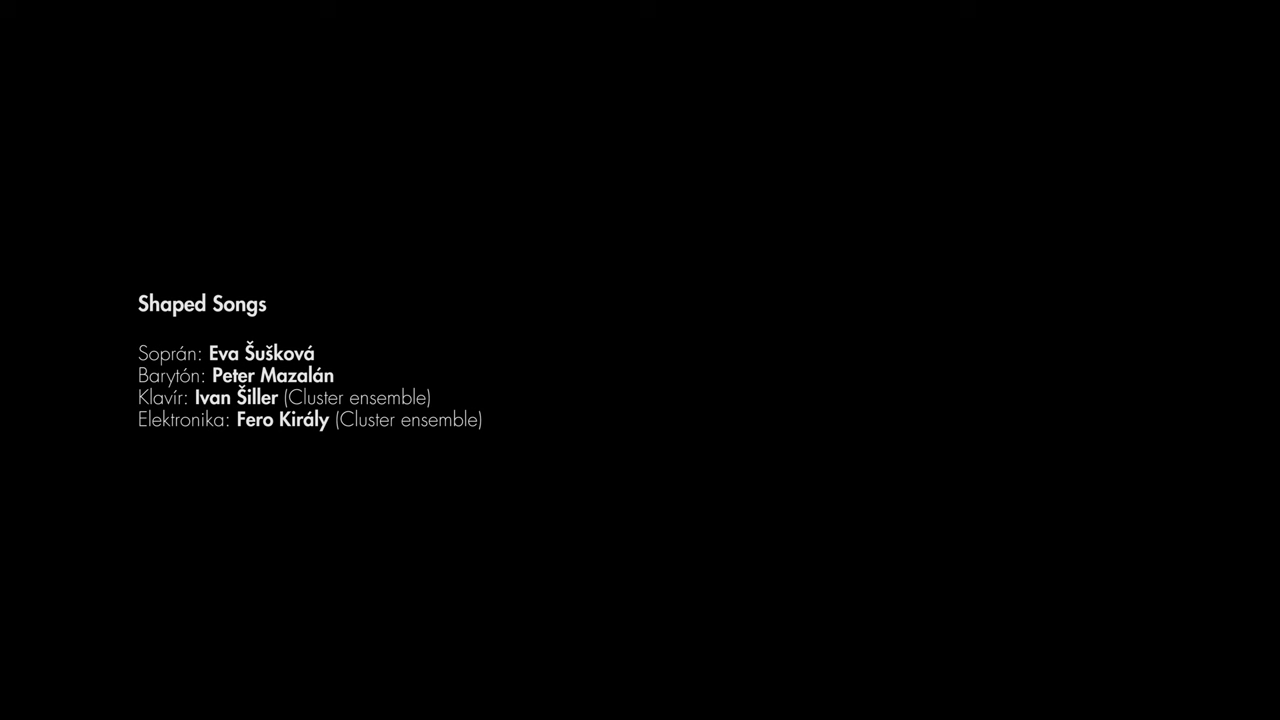 Shaped Songs
Soprán: Eva Šušková
Barytón: Peter Mazalán
Klavír: Ivan Šiller (Cluster ensemble)
Elektronika: Fero Király (Cluster ensemble)